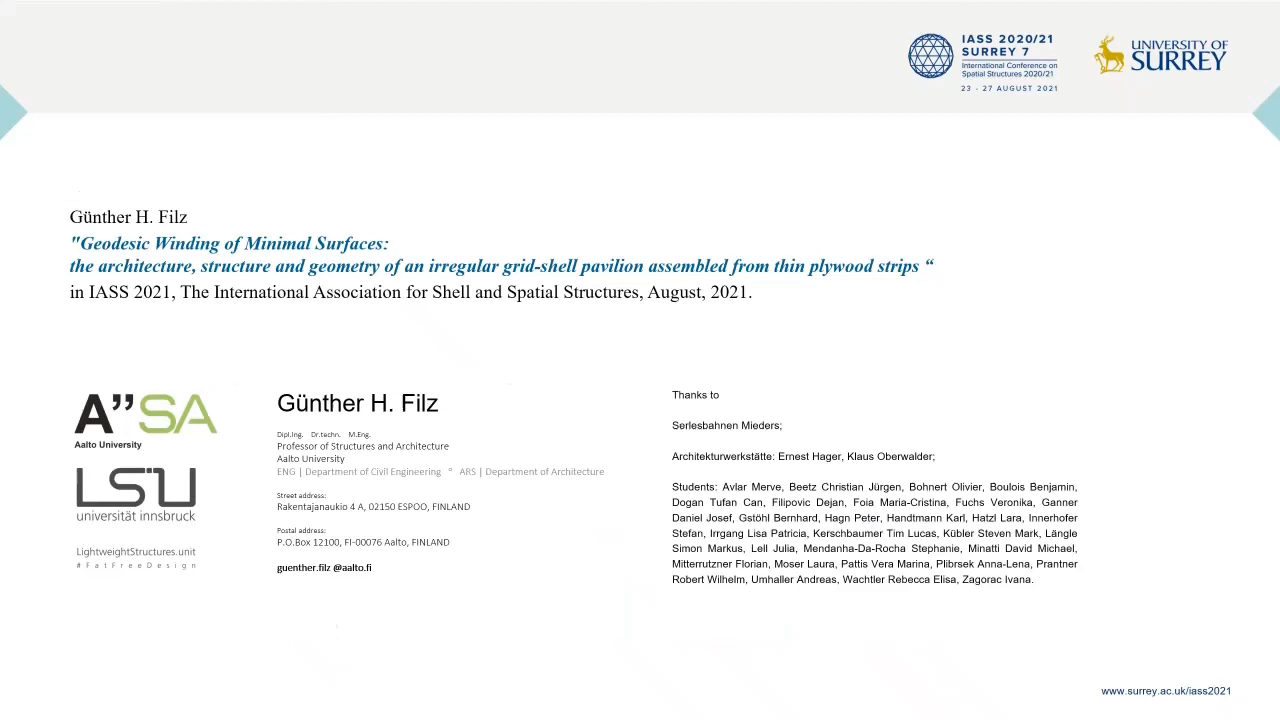 IASS 2020/21
SURREY 7
International Conference on
Spatial Structures 2020/21
23 - 27 AUGUST 2021
UNIVERSITY OF
SURREY
Günther H. Filz
"Geodesic Winding of Minimal Surfaces:
the architecture, structure and geometry of an irregular grid-shell pavilion assembled from thin plywood strips “
in IASS 2021, The International Association for Shell and Spatial Structures, August, 2021.
A”SA
Aalto University
LSU
universität innsbruck
LightweightStructures.unit
#FatFreeDesign
Günther H. Filz
Dipl.Ing. Dr.techn. M.Eng.
Professor of Structures and Architecture
Aalto University
ENG | Department of Civil Engineering ° ARS | Department of Architecture
Street address:
Rakentajanaukio 4 A, 02150 ESPOO, FINLAND
Postal address:
P.O.Box 12100, FI-00076 Aalto, FINLAND
guenther.filz @aalto.fi
Thanks to
Serlesbahnen Mieders;
Architekturwerkstätte: Ernest Hager, Klaus Oberwalder;
Students: Avlar Merve, Beetz Christian Jürgen, Bohnert Olivier, Boulois Benjamin,
Dogan Tufan Can, Filipovic Dejan, Foia Maria-Cristina, Fuchs Veronika, Ganner
Daniel Josef, Gstöhl Bernhard, Hagn Peter, Handtmann Karl, Hatzl Lara, Innerhofer
Stefan, Irrgang Lisa Patricia, Kerschbaumer Tim Lucas, Kübler Steven Mark, Längle
Simon Markus, Lell Julia, Mendanha-Da-Rocha Stephanie, Minatti David Michael,
Mitterrutzner Florian, Moser Laura, Pattis Vera Marina, Plibrsek Anna-Lena, Prantner
Robert Wilhelm, Umhaller Andreas, Wachtler Rebecca Elisa, Zagorac Ivana.
www.surrey.ac.uk/iass2021